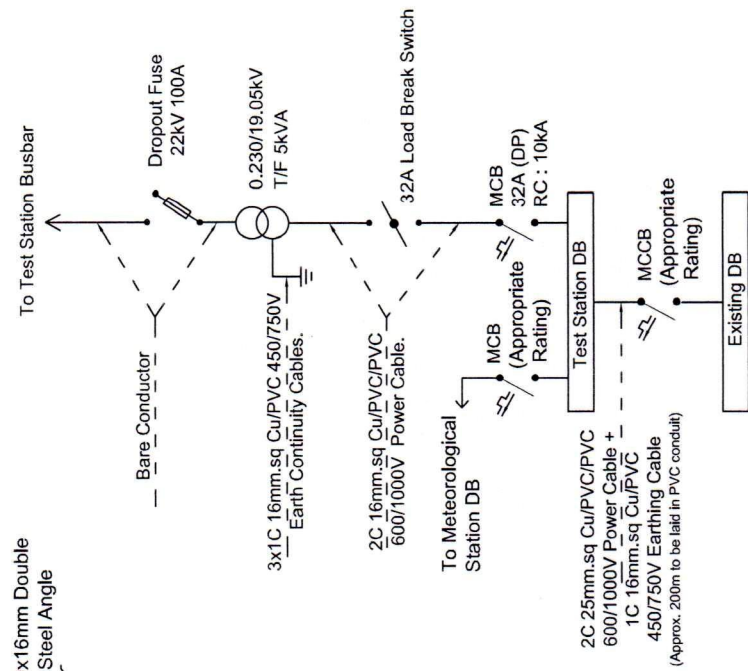 x16mm Double
Steel Angle
To Test Station Busbar
Dropout Fuse
22kV 100A
Bare Conductor
0.230/19.05kV
T/F 5kVA
3x1C 16mm.sq Cu/PVC 450/750V
Earth Continuity Cables.
32A Load Break Switch
2C 16mm.sq Cu/PVC/PVC
600/1000V Power Cable.
To Meteorological
Station DB
MCB
(Appropriate
Rating)
MCB
32A (DP)
RC : 10kA
Test Station DB
2C 25mm.sq Cu/PVC/PVC
600/1000V Power Cable +
1C 16mm.sq Cu/PVC
450/750V Earthing Cable
(Approx. 200m to be laid in PVC conduit)
MCCB
(Appropriate
Rating)
Existing DB